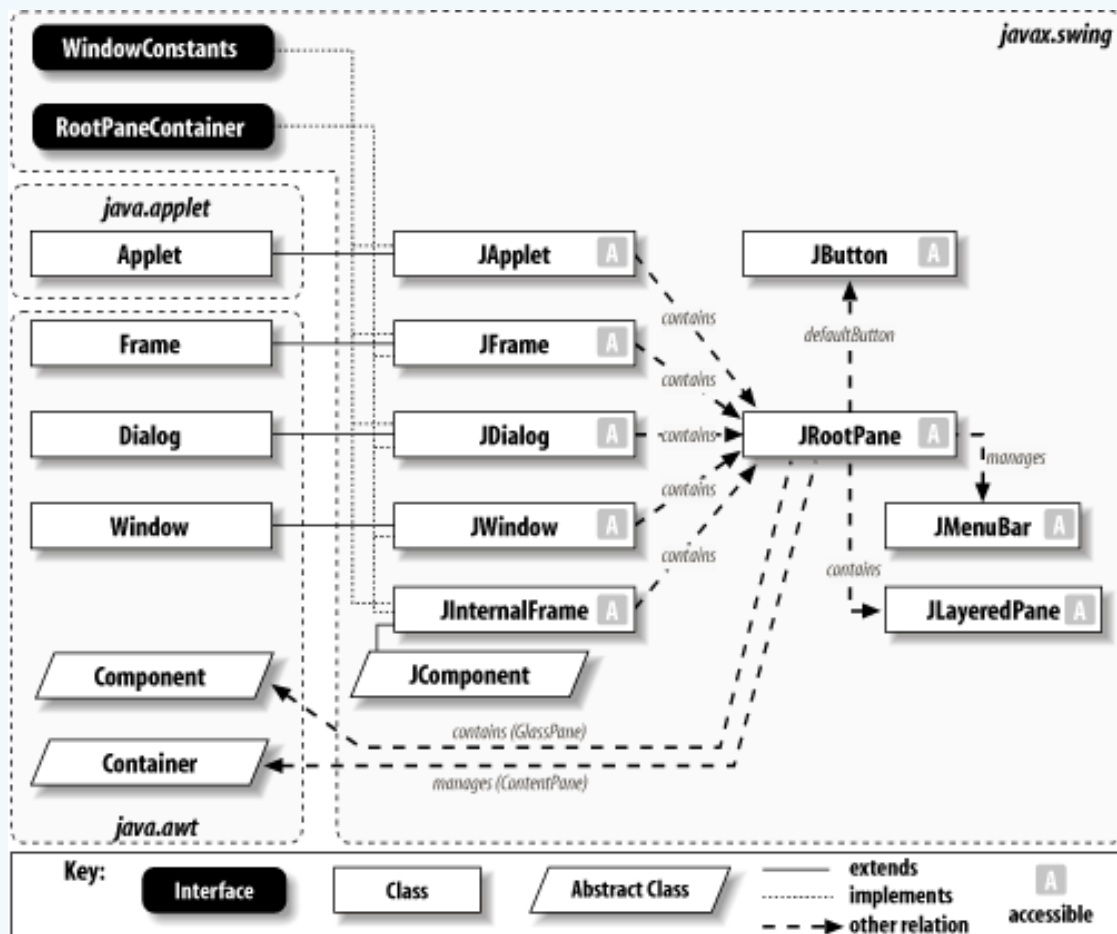 WindowConstants
javax.swing
RootPaneContainer
java.applet
Applet
JApplet A
JButton A
contains
defaultButton
Frame
JFrame A
contains
Dialog
JDialog A
contains
JRootPane A
manages
contains
Window
JWindow A
JMenuBar A
contains
contains
JInternalFrame A
JLayeredPane A
Component
JComponent
contains (GlassPane)
Container
manages (ContentPane)
java.awt
Key:
Interface
Class
Abstract Class
extends
implements
other relation
A
accessible